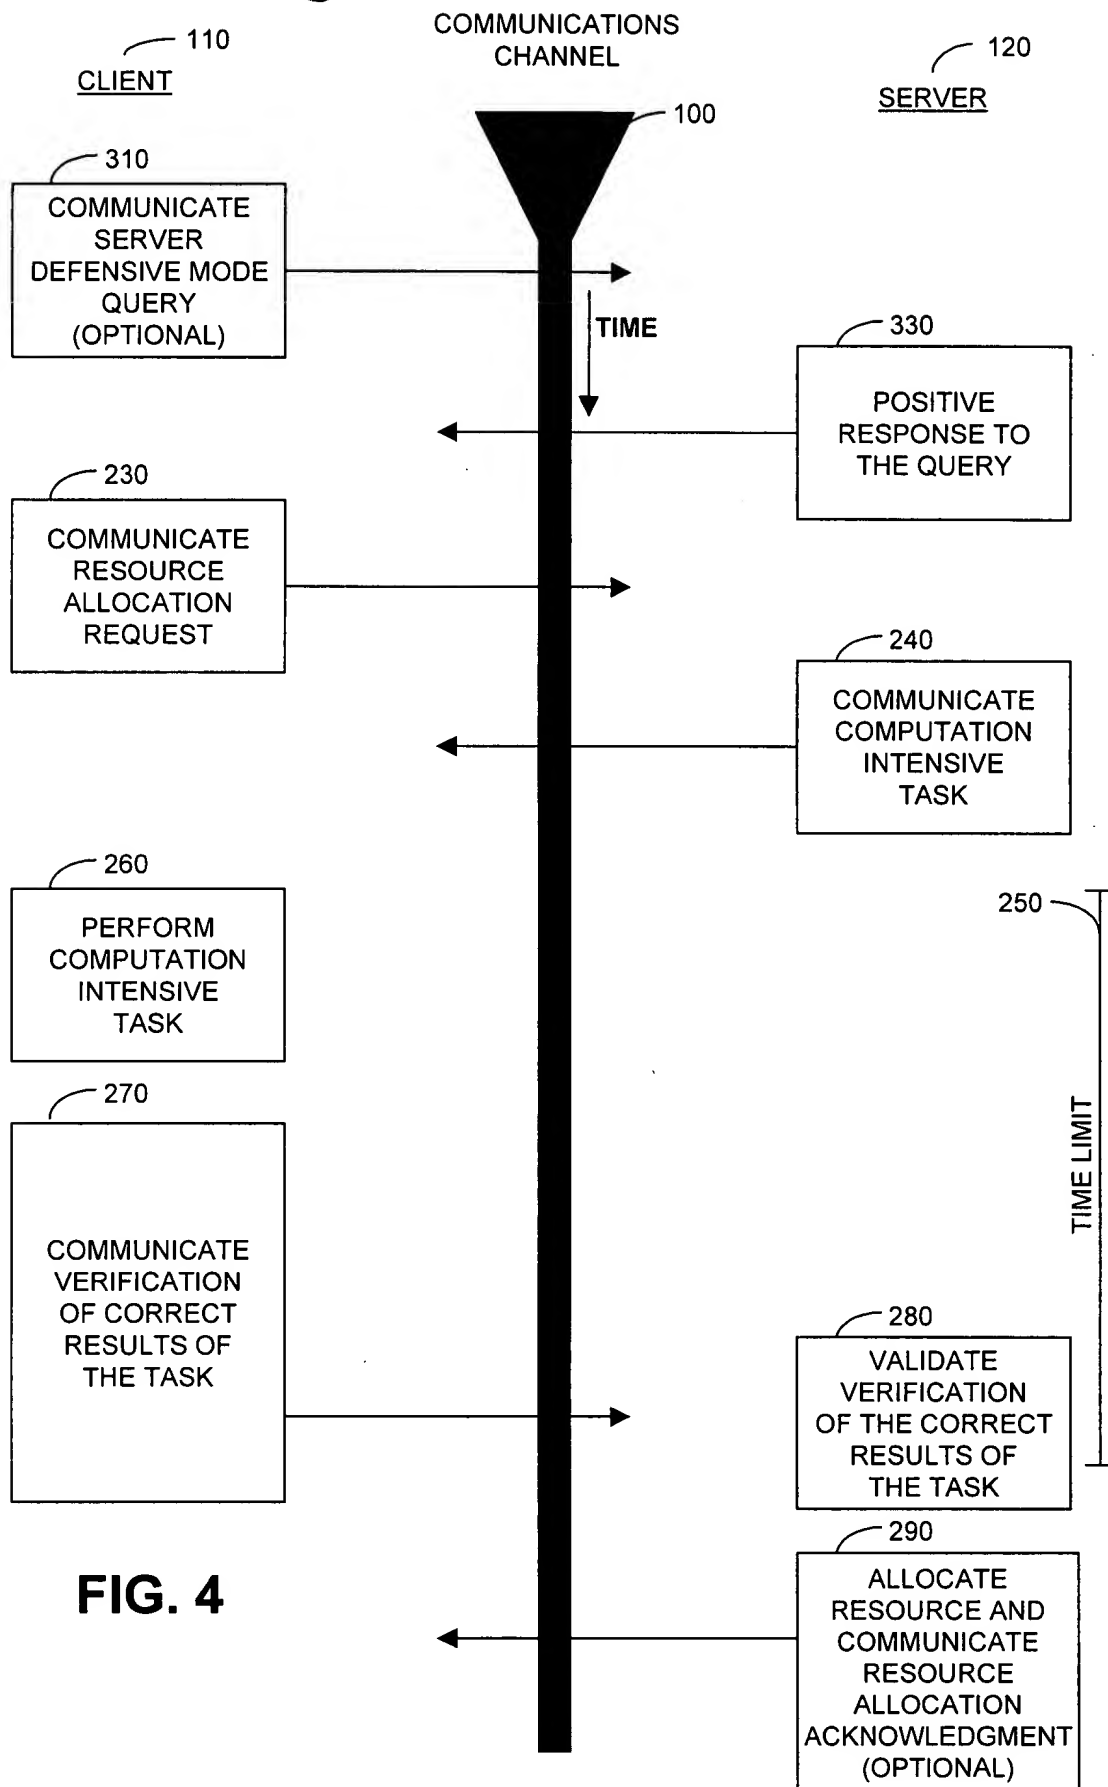 COMMUNICATIONS
CHANNEL
110
CLIENT
120
SERVER
100
310
COMMUNICATE
SERVER
DEFENSIVE MODE
QUERY
(OPTIONAL)
TIME
330
POSITIVE
RESPONSE TO
THE QUERY
230
COMMUNICATE
RESOURCE
ALLOCATION
REQUEST
240
COMMUNICATE
COMPUTATION
INTENSIVE
TASK
260
PERFORM
COMPUTATION
INTENSIVE
TASK
250
TIME LIMIT
270
COMMUNICATE
VERIFICATION
OF CORRECT
RESULTS OF
THE TASK
280
VALIDATE
VERIFICATION
OF THE CORRECT
RESULTS OF
THE TASK
290
ALLOCATE
RESOURCE AND
COMMUNICATE
RESOURCE
ALLOCATION
ACKNOWLEDGMENT
(OPTIONAL)
FIG. 4